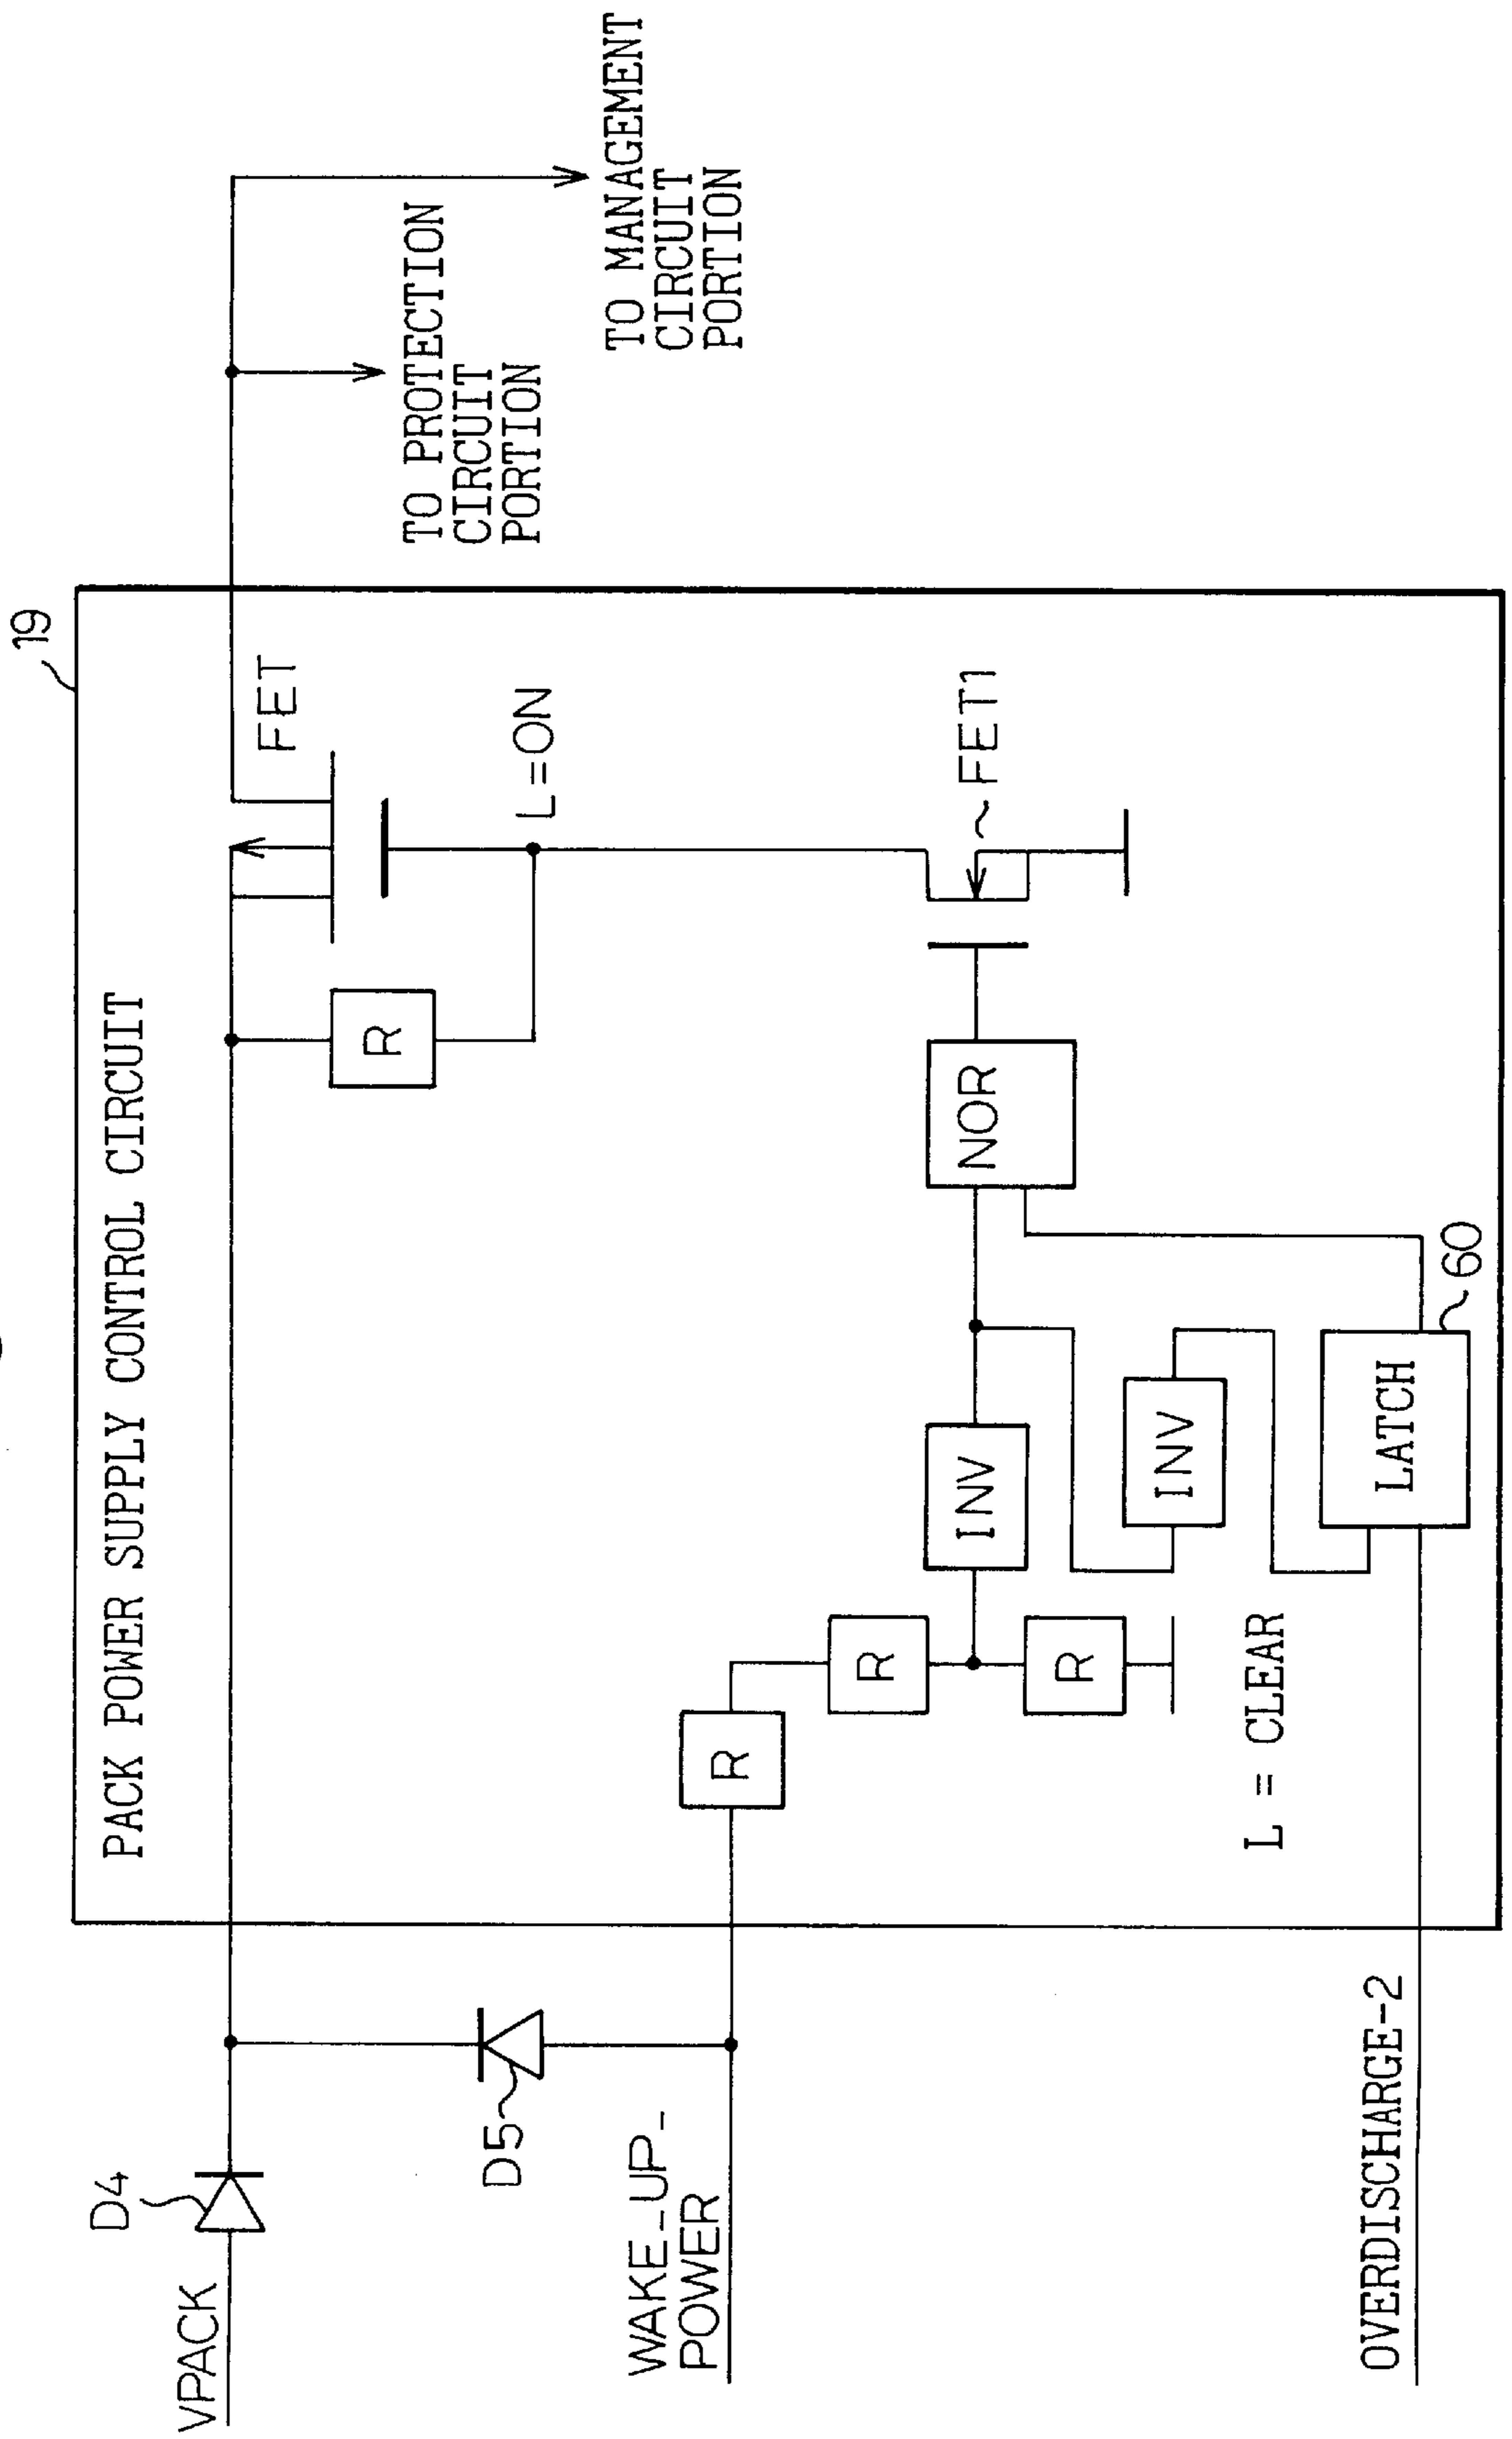 19
PACK POWER SUPPLY CONTROL CIRCUIT
D4
VPACK
FET
R
TO PROTECTION
CIRCUIT
PORTION
TO MANAGEMENT
CIRCUIT
PORTION
L=ON
D5
WAKE_UP_
POWER
R
R
R
INV
NOR
FET1
INV
L = CLEAR
LATCH
60
OVERDISCHARGE-2